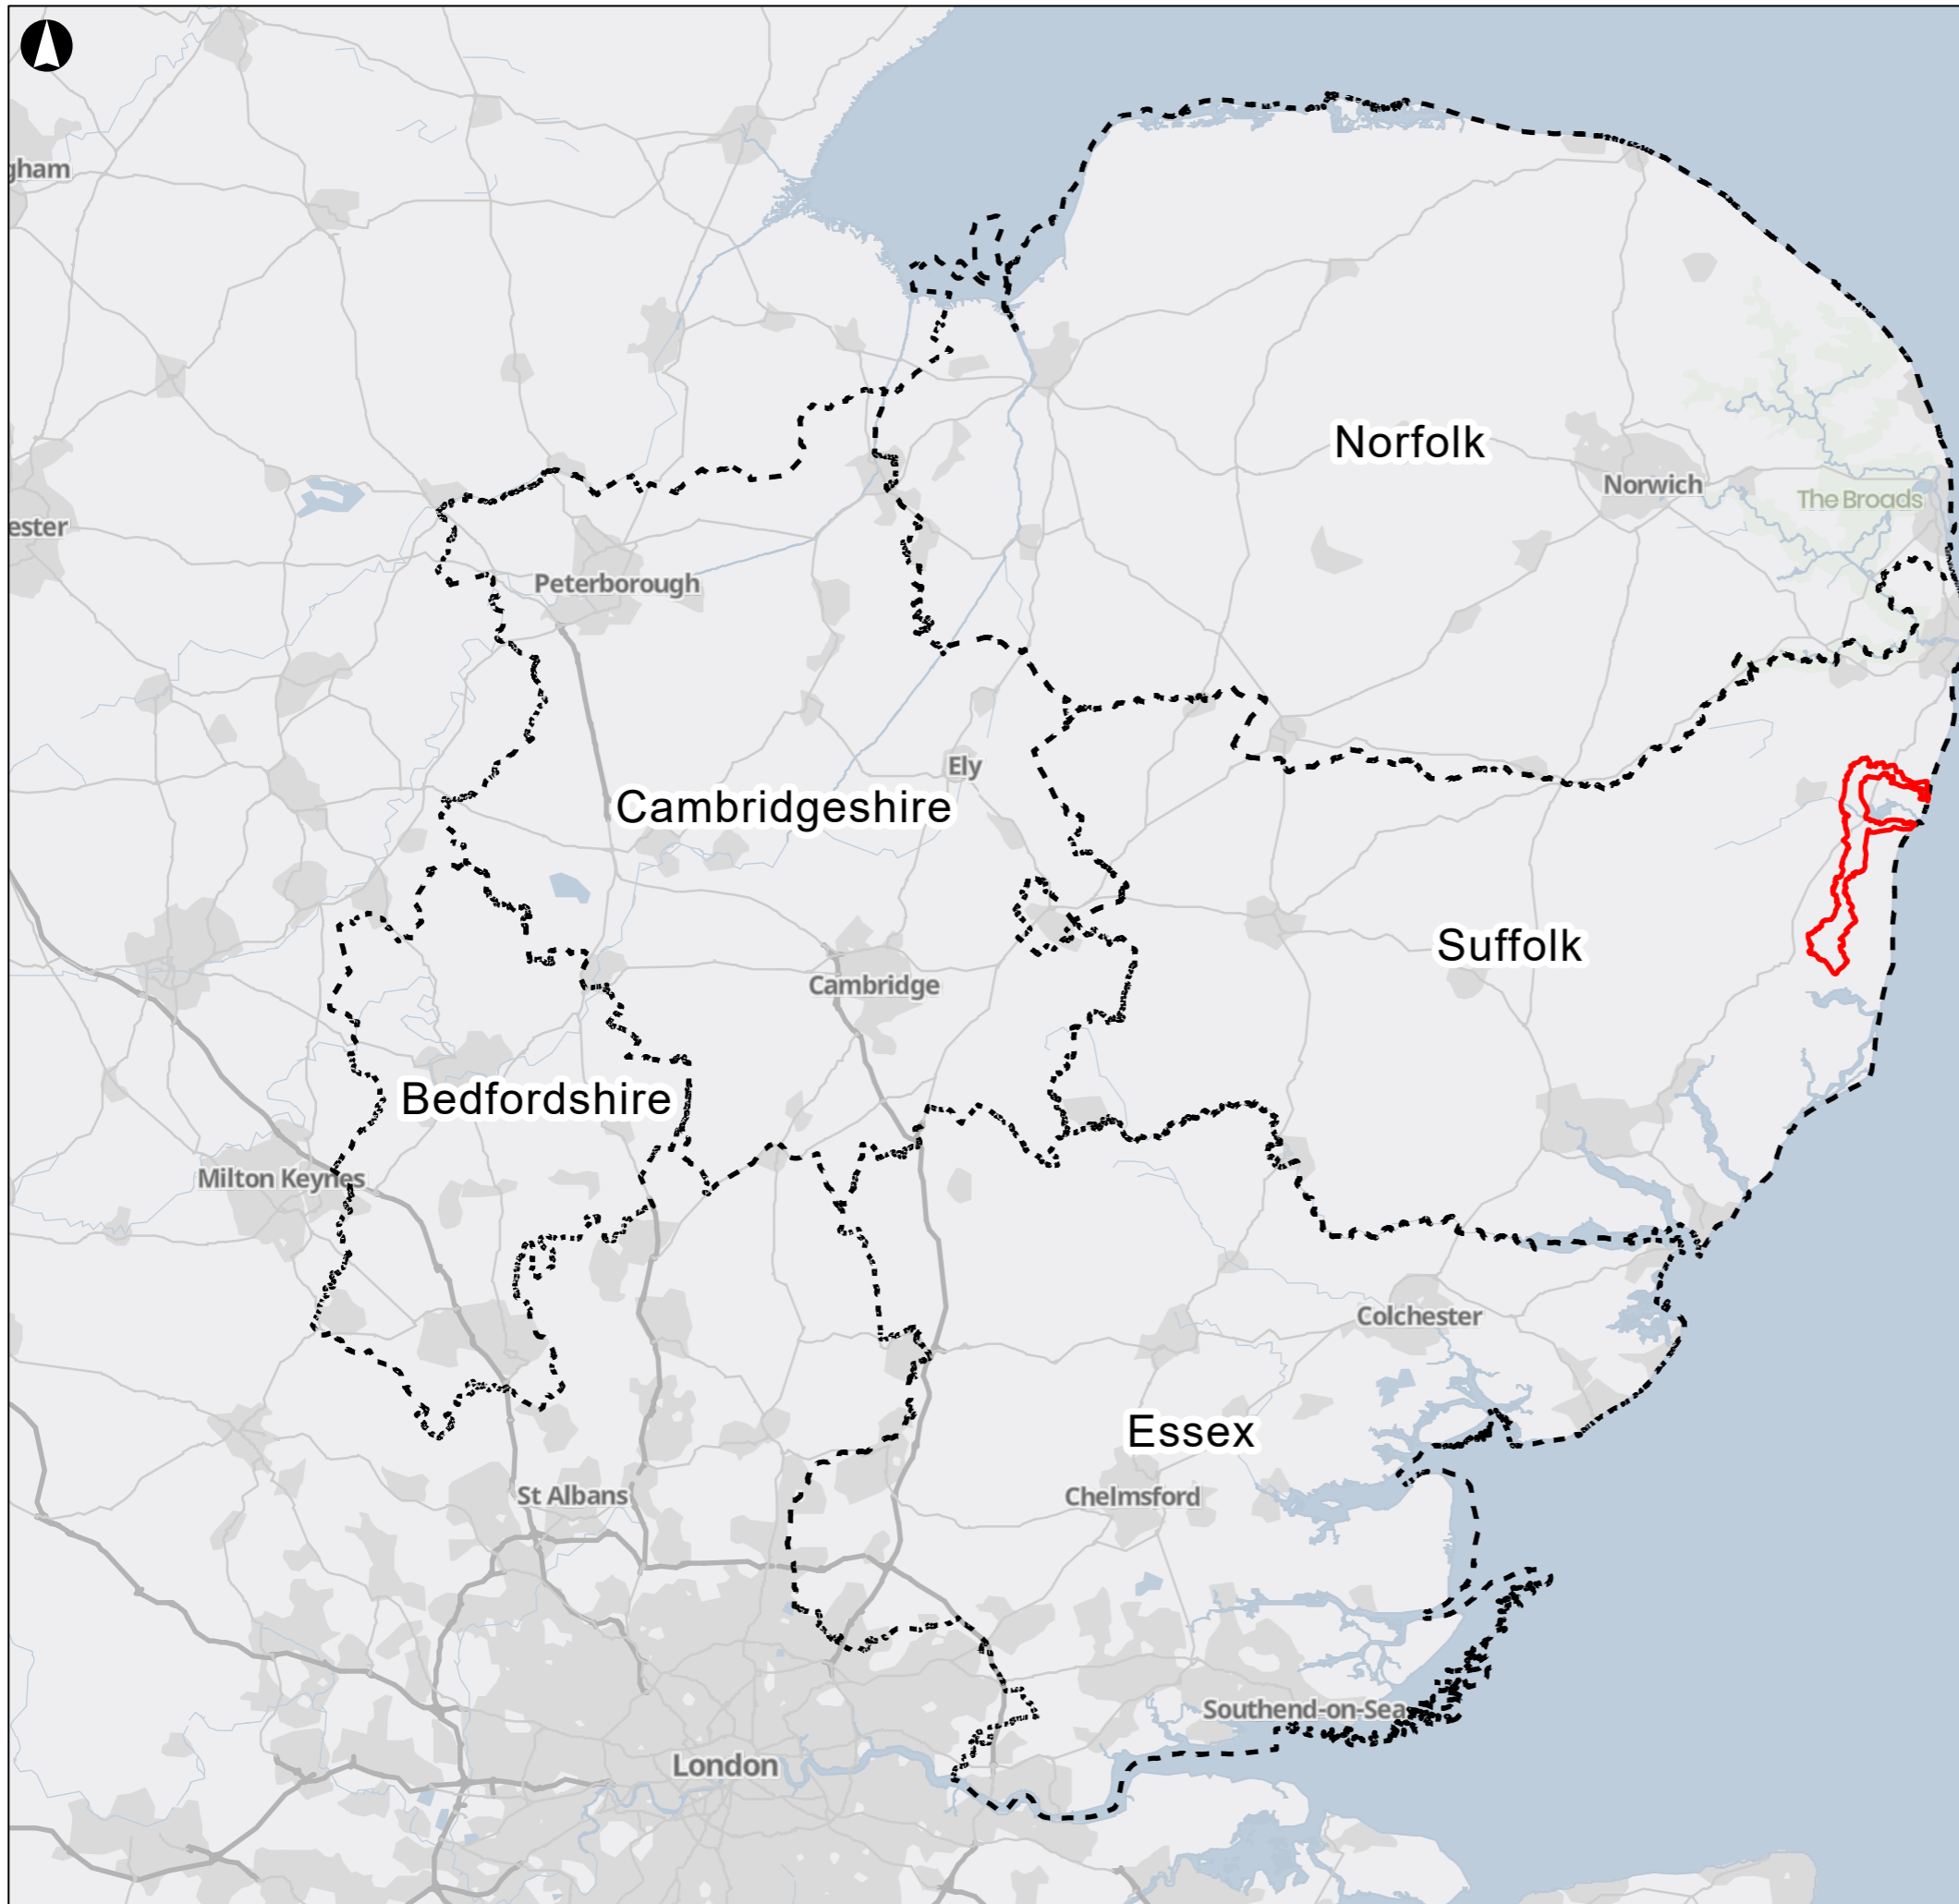 gham
Norfolk
Norwich
The Broads
ester
Peterborough
Ely
Cambridgeshire
Suffolk
Cambridge
Bedfordshire
Milton Keynes
Colchester
Essex
St Albans
Chelmsford
Southend-on-Sea
London